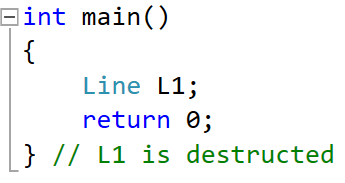 int main()
{
    Line L1;
    return 0;
} // L1 is destructed